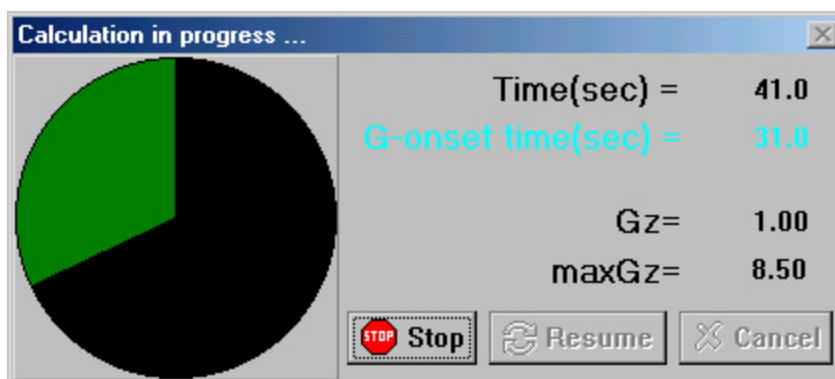 Calculation in progress ...
Time(sec) = 41.0
G-onset time(sec) = 31.0
Gz= 1.00
maxGz= 8.50
STOP Stop Resume Cancel